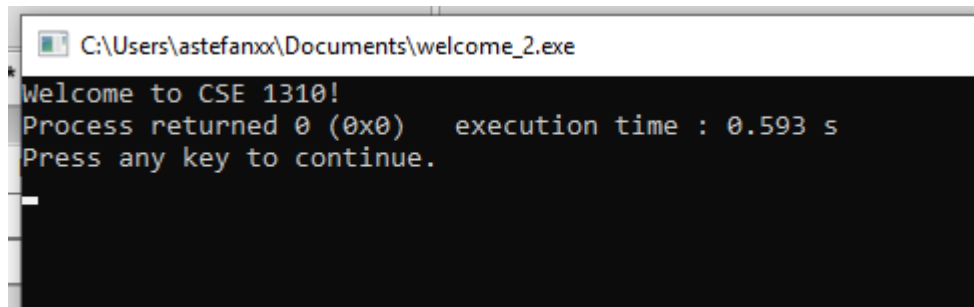 C:\Users\astefanxx\Documents\welcome_2.exe
Welcome to CSE 1310!
Process returned 0 (0x0)   execution time : 0.593 s
Press any key to continue.